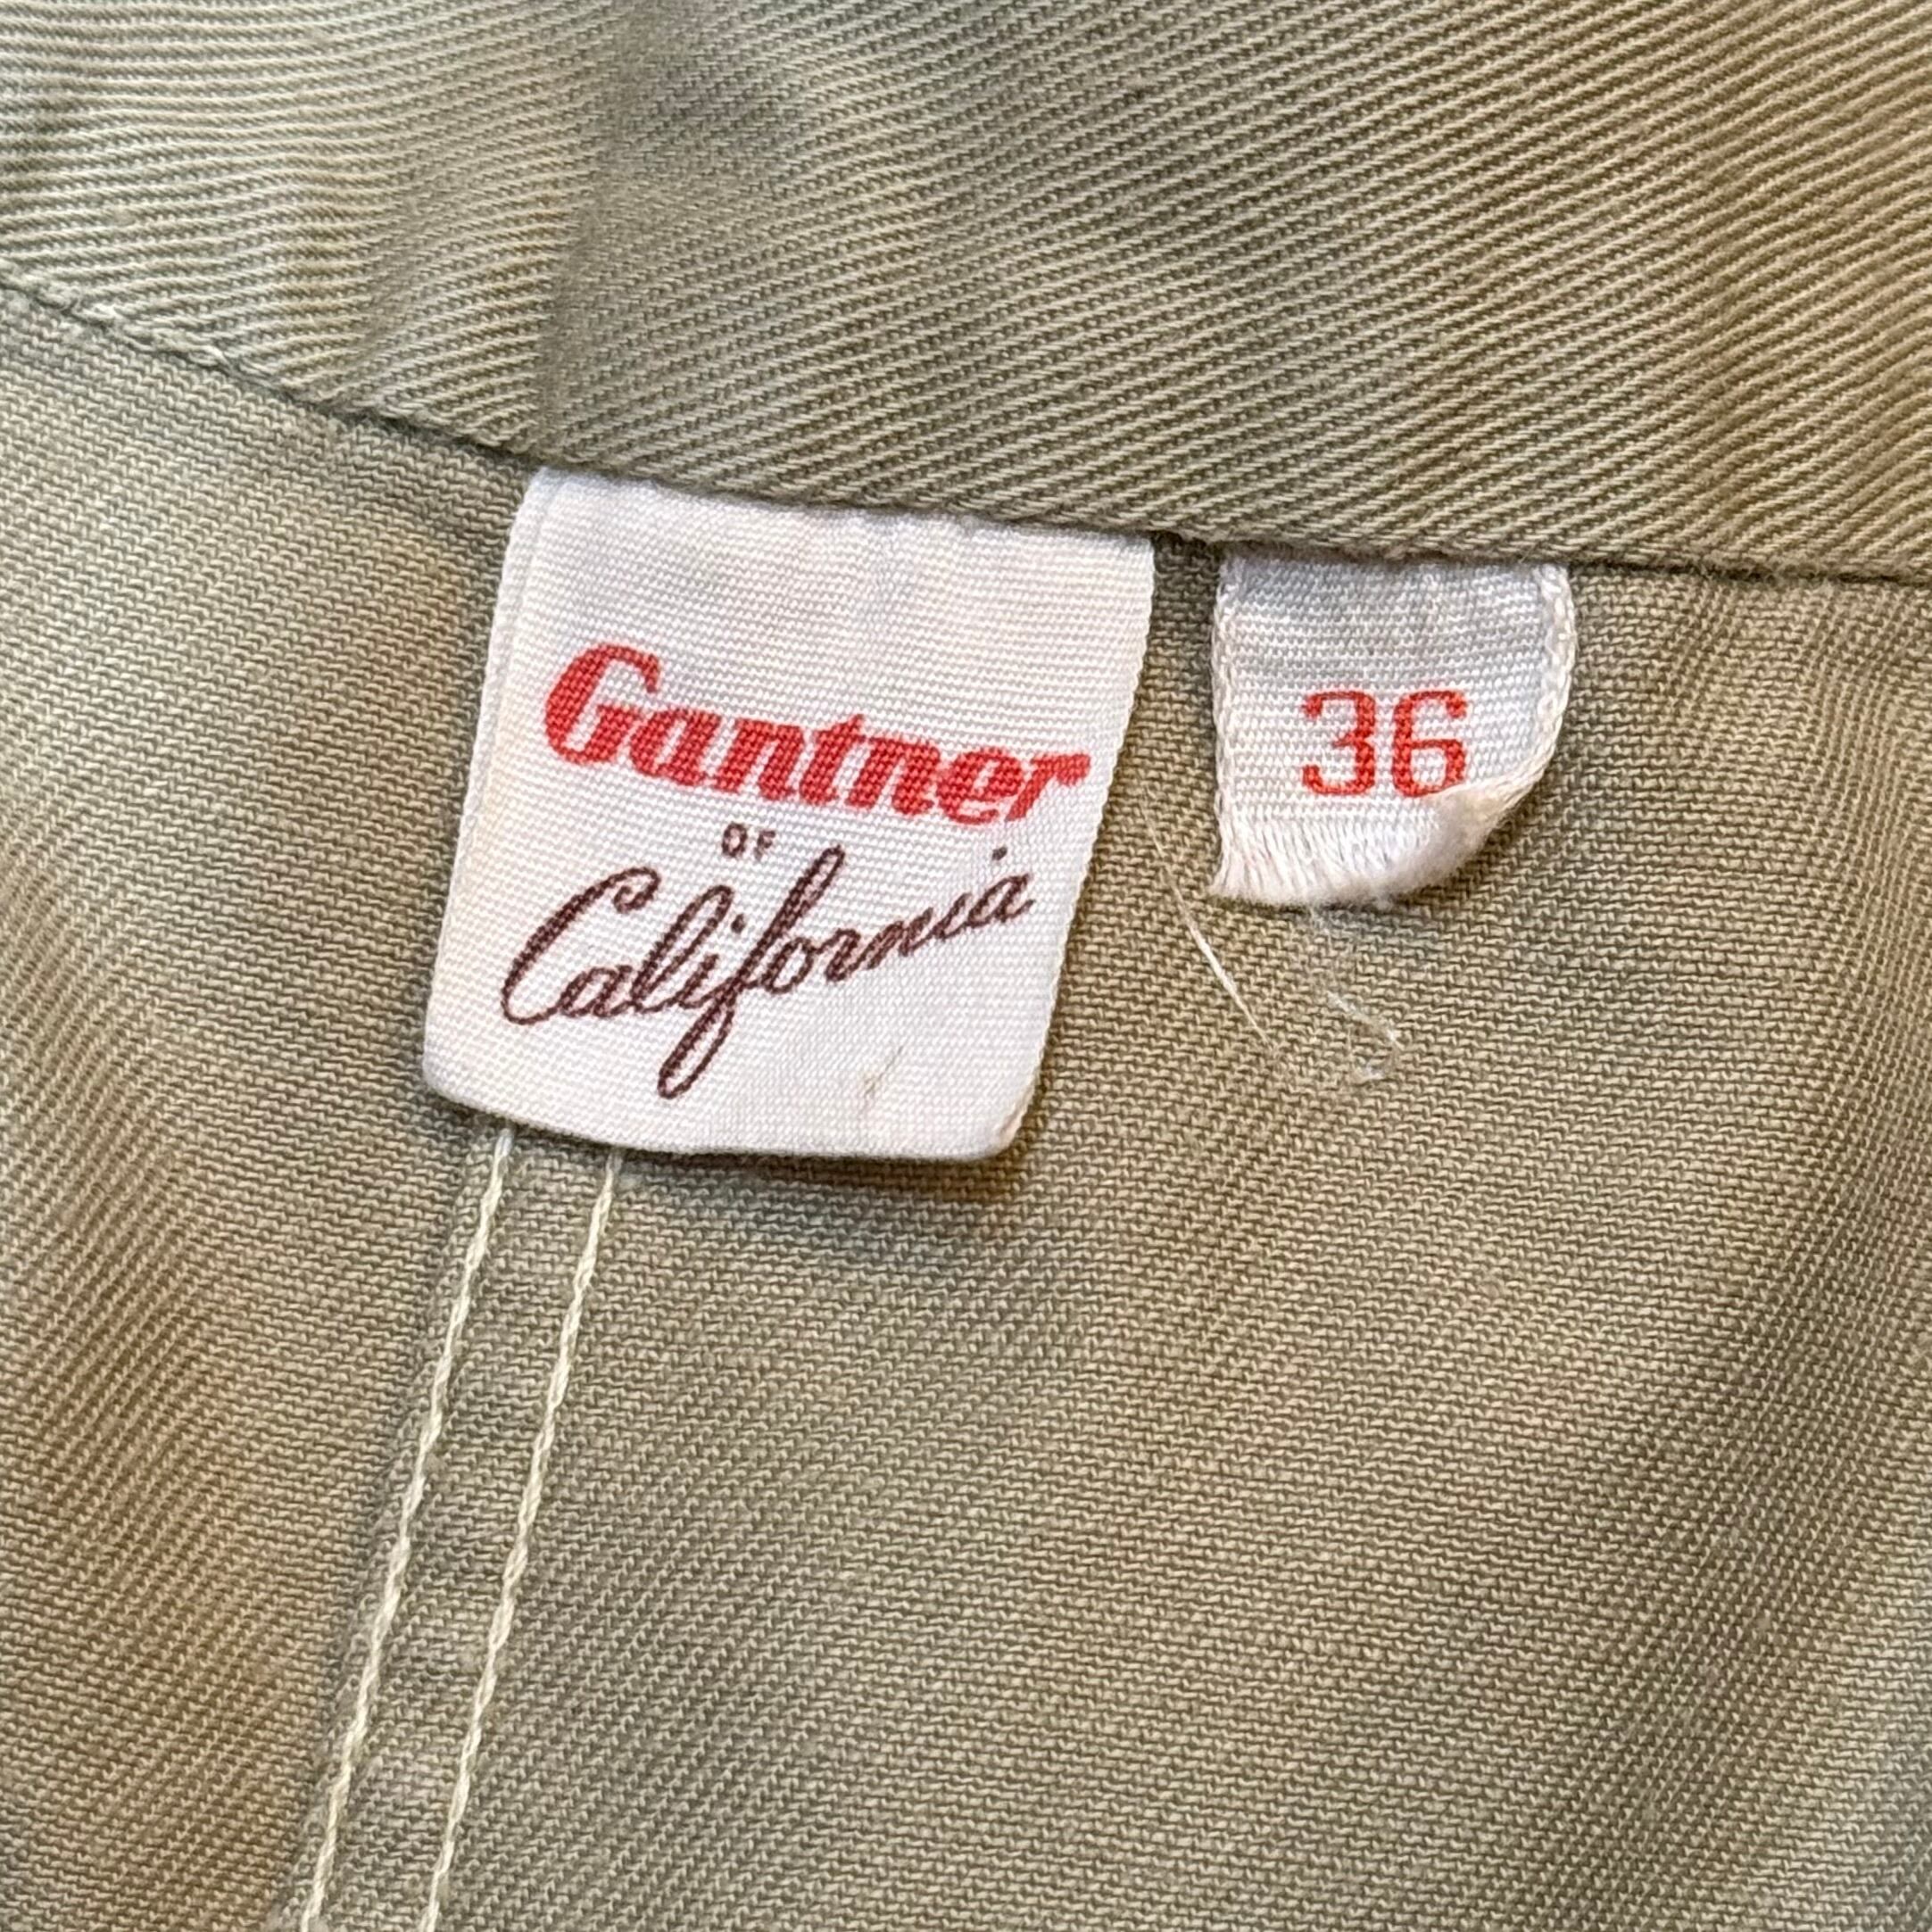 Gantner
OF
California
36